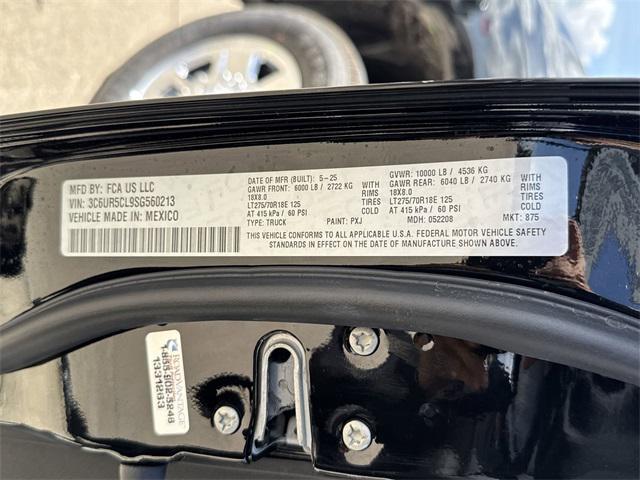 MFD BY: FCA US LLC
VIN: 3C6UR5CL9SG560213
VEHICLE MADE IN: MEXICO
DATE OF MFR (BUILT): 5-25
GAWR FRONT: 6000 LB / 2722 KG
18X8.0
LT275/70R18E 125
AT 415 kPa / 60 PSI
TYPE: TRUCK
WITH
RIMS
TIRES
COLD
PAINT: PXJ
GVWR: 10000 LB / 4536 KG
GAWR REAR: 6040 LB / 2740 KG
18X8.0
LT275/70R18E 125
AT 415 kPa / 60 PSI
MDH: 052208
WITH
RIMS
TIRES
COLD
MKT: 875
THIS VEHICLE CONFORMS TO ALL APPLICABLE U.S.A. FEDERAL MOTOR VEHICLE SAFETY
STANDARDS IN EFFECT ON THE DATE OF MANUFACTURE SHOWN ABOVE.
ROADVANTAGE
1331283